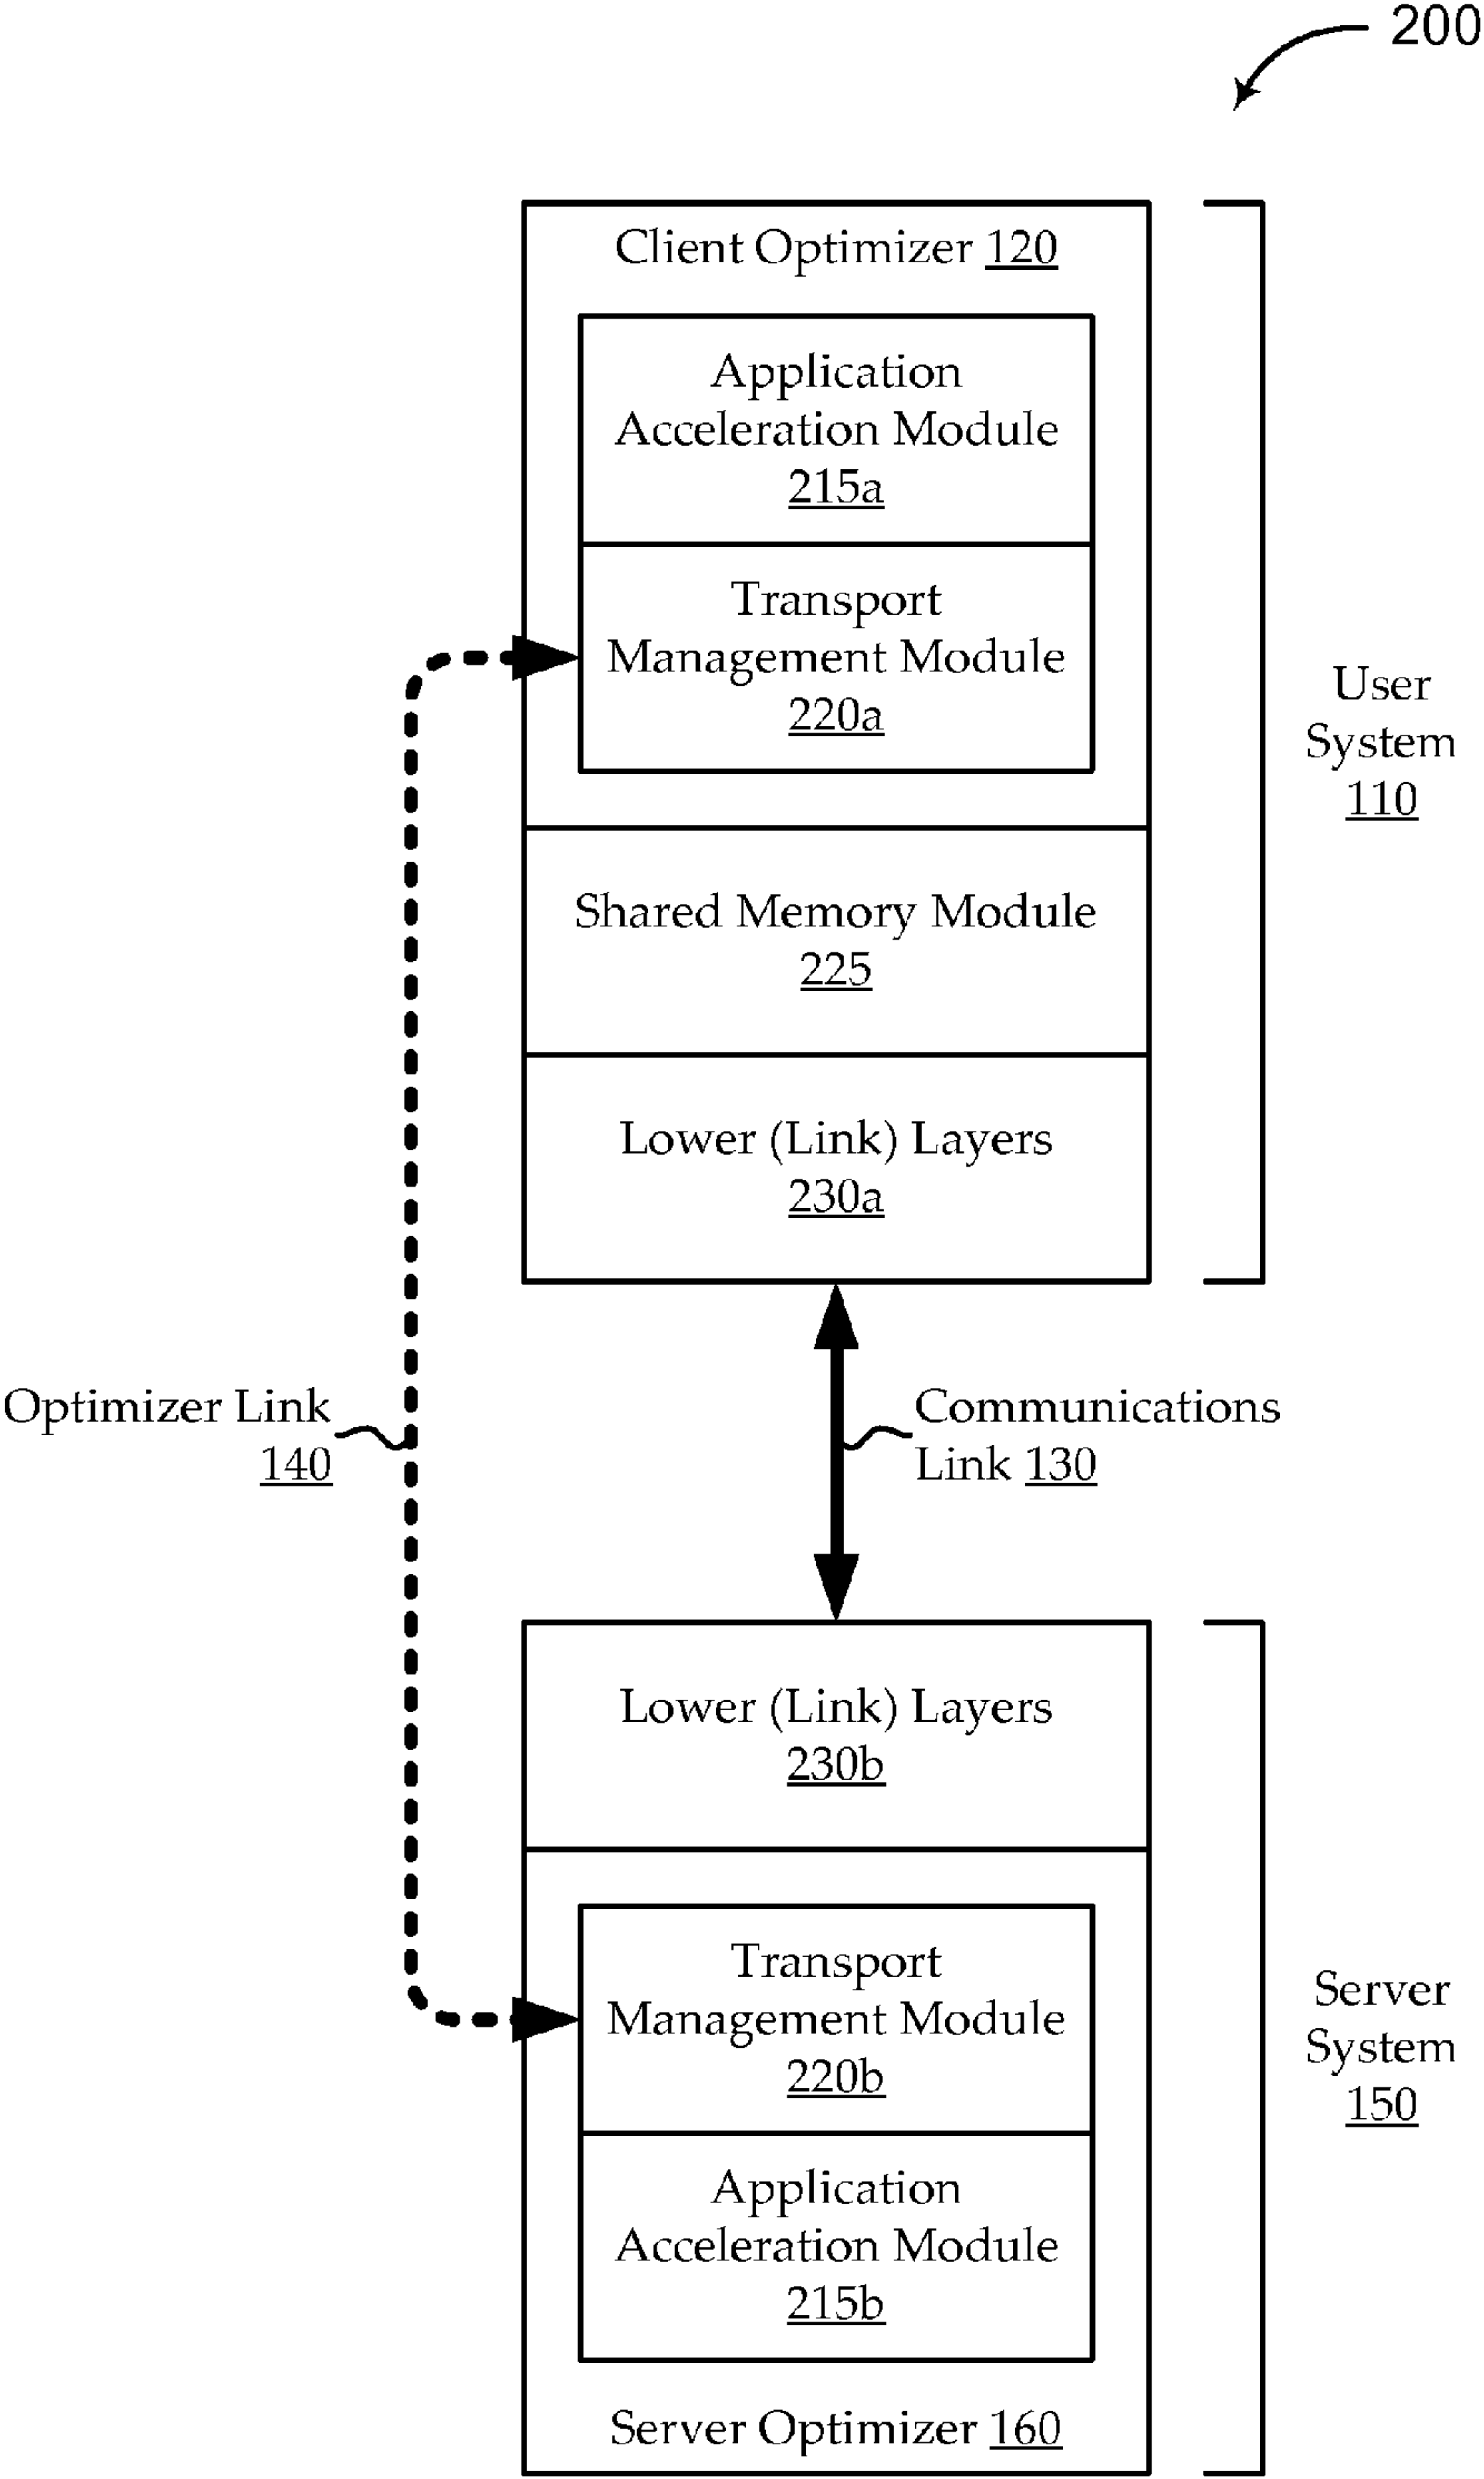 200
Client Optimizer 120
Application
Acceleration Module
215a
Transport
Management Module
220a
User
System
110
Shared Memory Module
225
Lower (Link) Layers
230a
Optimizer Link
140
Communications
Link 130
Lower (Link) Layers
230b
Transport
Management Module
220b
Server
System
150
Application
Acceleration Module
215b
Server Optimizer 160